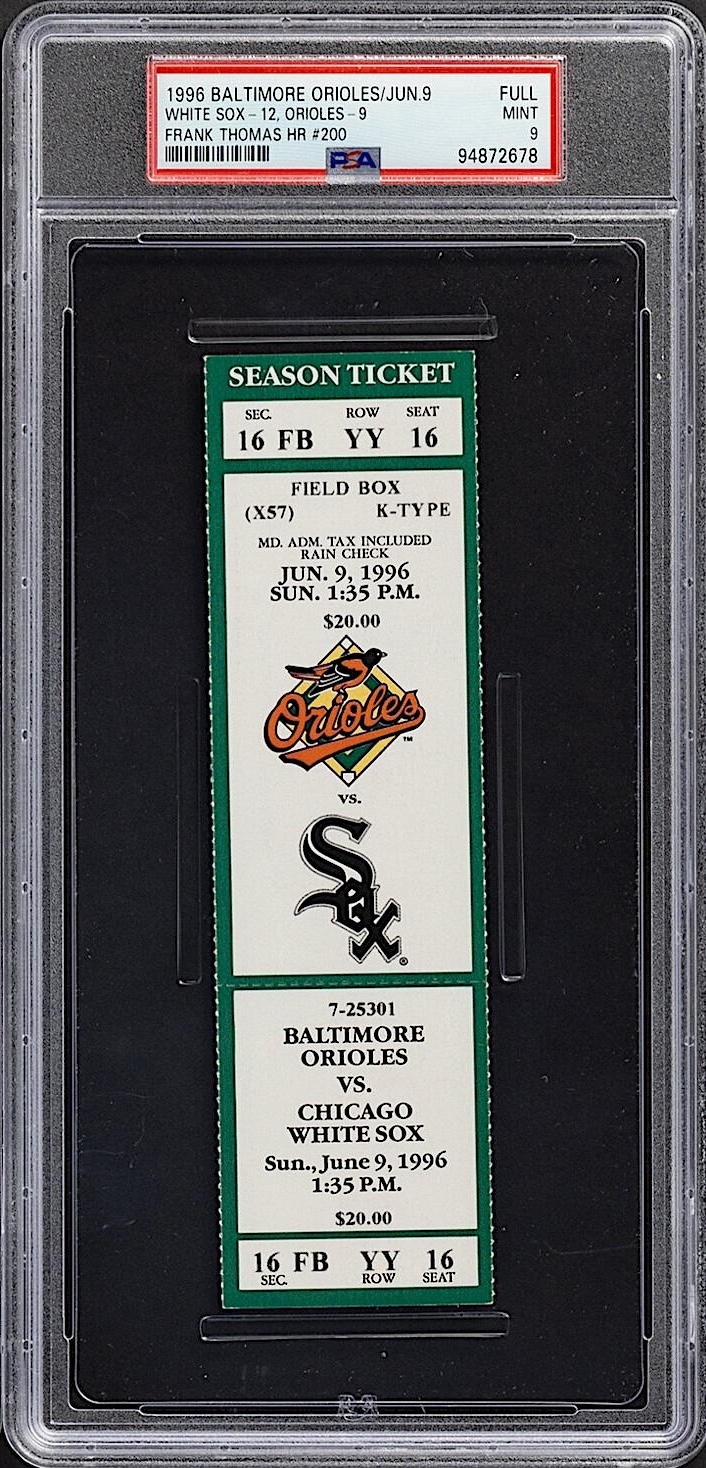 1996 BALTIMORE ORIOLES/JUN.9 FULL
WHITE SOX - 12, ORIOLES - 9 MINT
FRANK THOMAS HR #200 9
PSA 94872678
SEASON TICKET
SEC. ROW SEAT
16 FB YY 16
FIELD BOX
(X57) K-TYPE
MD. ADM. TAX INCLUDED
RAIN CHECK
JUN. 9, 1996
SUN. 1:35 P.M.
$20.00
Orioles
TM
VS.
Sox
®
7-25301
BALTIMORE
ORIOLES
VS.
CHICAGO
WHITE SOX
Sun., June 9, 1996
1:35 P.M.
$20.00
16 FB YY 16
SEC. ROW SEAT